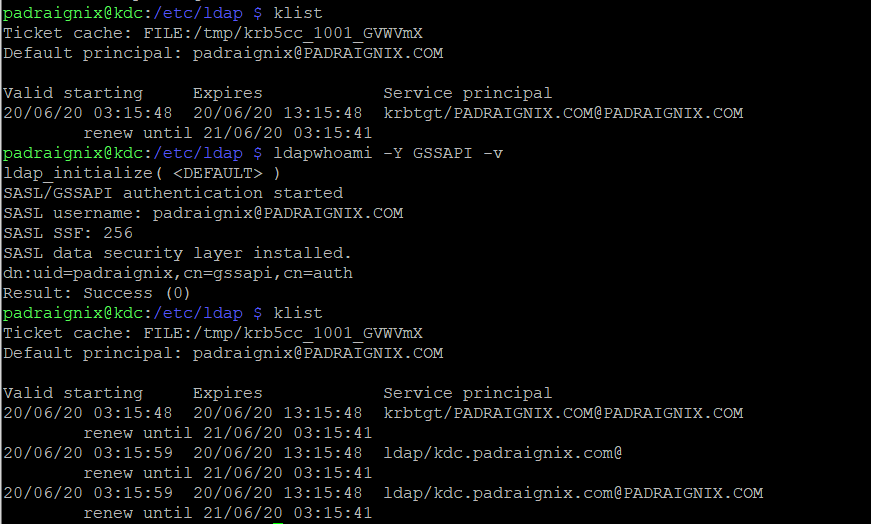 padraignix@kdc:/etc/ldap $ klist
Ticket cache: FILE:/tmp/krb5cc_1001_GVWVmX
Default principal: padraignix@PADRAIGNIX.COM
Valid starting     Expires            Service principal
20/06/20 03:15:48  20/06/20 13:15:48  krbtgt/PADRAIGNIX.COM@PADRAIGNIX.COM
        renew until 21/06/20 03:15:41
padraignix@kdc:/etc/ldap $ ldapwhoami -Y GSSAPI -v
ldap_initialize( <DEFAULT> )
SASL/GSSAPI authentication started
SASL username: padraignix@PADRAIGNIX.COM
SASL SSF: 256
SASL data security layer installed.
dn:uid=padraignix,cn=gssapi,cn=auth
Result: Success (0)
padraignix@kdc:/etc/ldap $ klist
Ticket cache: FILE:/tmp/krb5cc_1001_GVWVmX
Default principal: padraignix@PADRAIGNIX.COM
Valid starting     Expires            Service principal
20/06/20 03:15:48  20/06/20 13:15:48  krbtgt/PADRAIGNIX.COM@PADRAIGNIX.COM
        renew until 21/06/20 03:15:41
20/06/20 03:15:59  20/06/20 13:15:48  ldap/kdc.padraignix.com@
        renew until 21/06/20 03:15:41
20/06/20 03:15:59  20/06/20 13:15:48  ldap/kdc.padraignix.com@PADRAIGNIX.COM
        renew until 21/06/20 03:15:41